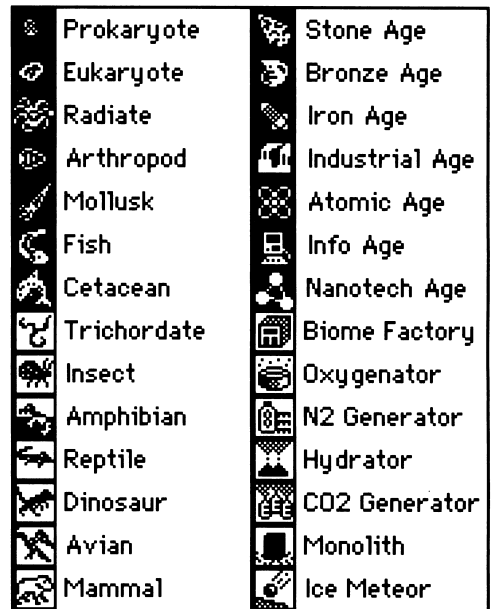 Prokaryote
Eukaryote
Radiate
Arthropod
Mollusk
Fish
Cetacean
Trichordate
Insect
Amphibian
Reptile
Dinosaur
Avian
Mammal
Stone Age
Bronze Age
Iron Age
Industrial Age
Atomic Age
Info Age
Nanotech Age
Biome Factory
Oxygenator
N2 Generator
Hydrator
CO2 Generator
Monolith
Ice Meteor